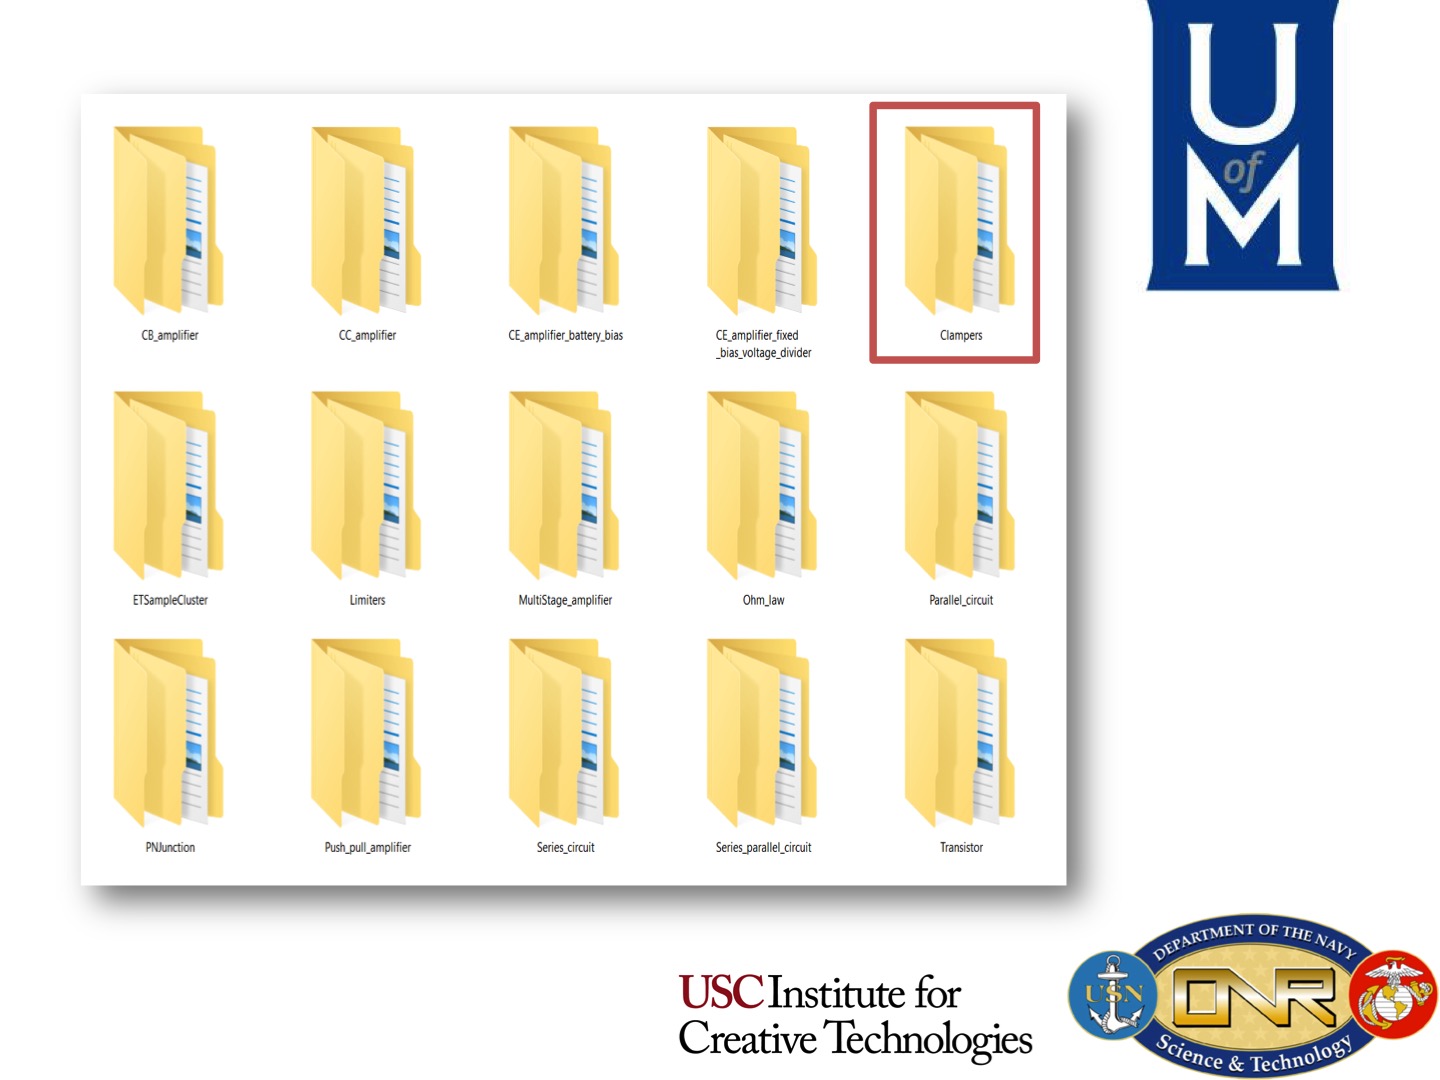 U
of
M
CB_amplifier
CC_amplifier
CE_amplifier_battery_bias
CE_amplifier_fixed
_bias_voltage_divider
Clampers
ETSampleCluster
Limiters
MultiStage_amplifier
Ohm_law
Parallel_circuit
PNJunction
Push_pull_amplifier
Series_circuit
Series_parallel_circuit
Transistor
USC Institute for
Creative Technologies
DEPARTMENT OF THE NAVY
USN
ONR
Science & Technology